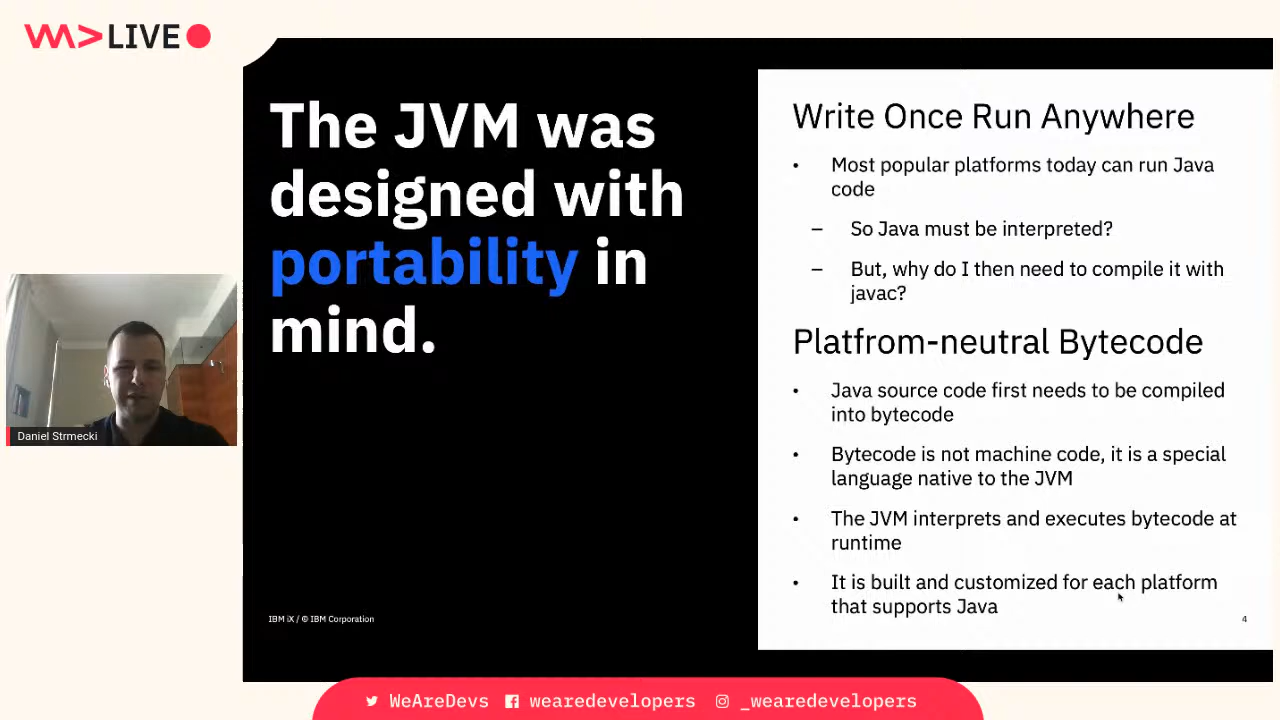 LIVE
The JVM was
designed with
portability in
mind.
Write Once Run Anywhere
• Most popular platforms today can run Java
code
– So Java must be interpreted?
– But, why do I then need to compile it with
javac?
Platfrom-neutral Bytecode
• Java source code first needs to be compiled
into bytecode
• Bytecode is not machine code, it is a special
language native to the JVM
• The JVM interprets and executes bytecode at
runtime
• It is built and customized for each platform
that supports Java
Daniel Strmecki
IBM iX / © IBM Corporation
4
WeAreDevs wearedevelopers _wearedevelopers